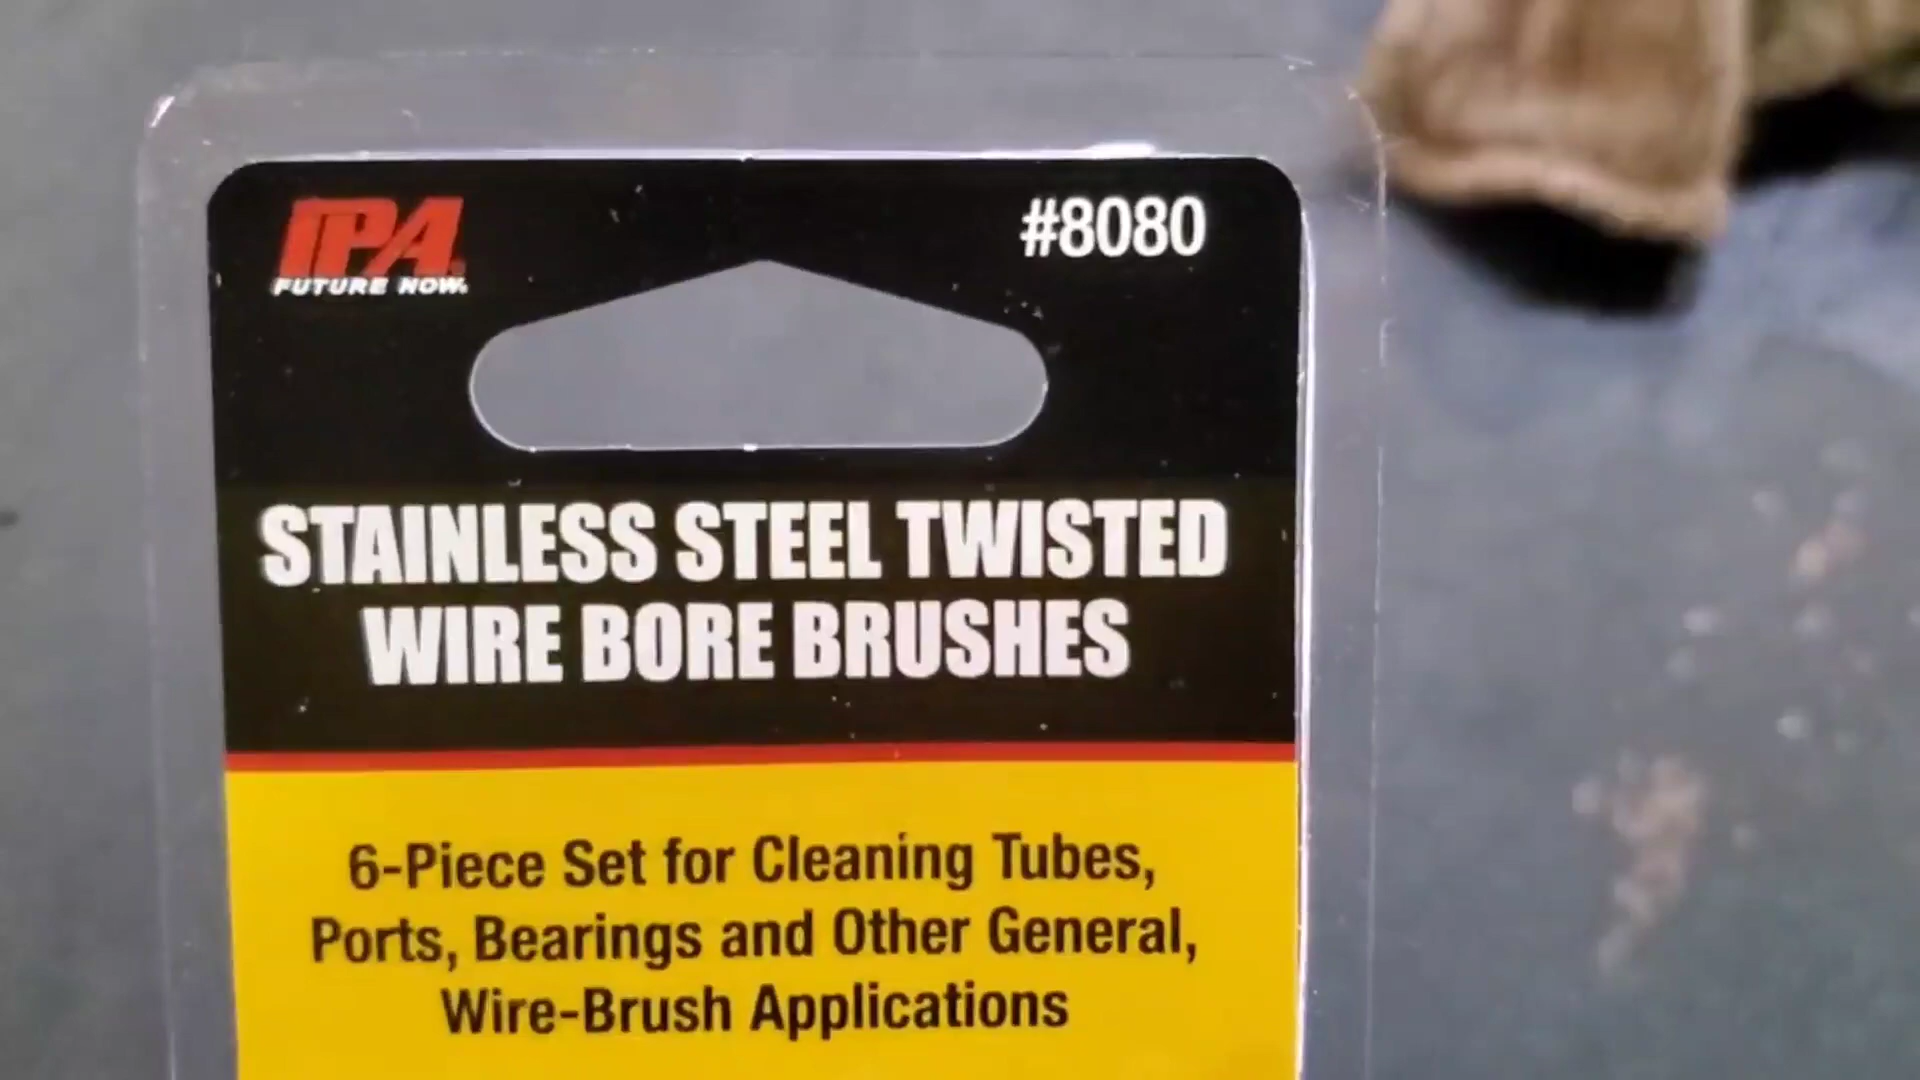 IPA
FUTURE NOW.
#8080
STAINLESS STEEL TWISTED
WIRE BORE BRUSHES
6-Piece Set for Cleaning Tubes,
Ports, Bearings and Other General,
Wire-Brush Applications